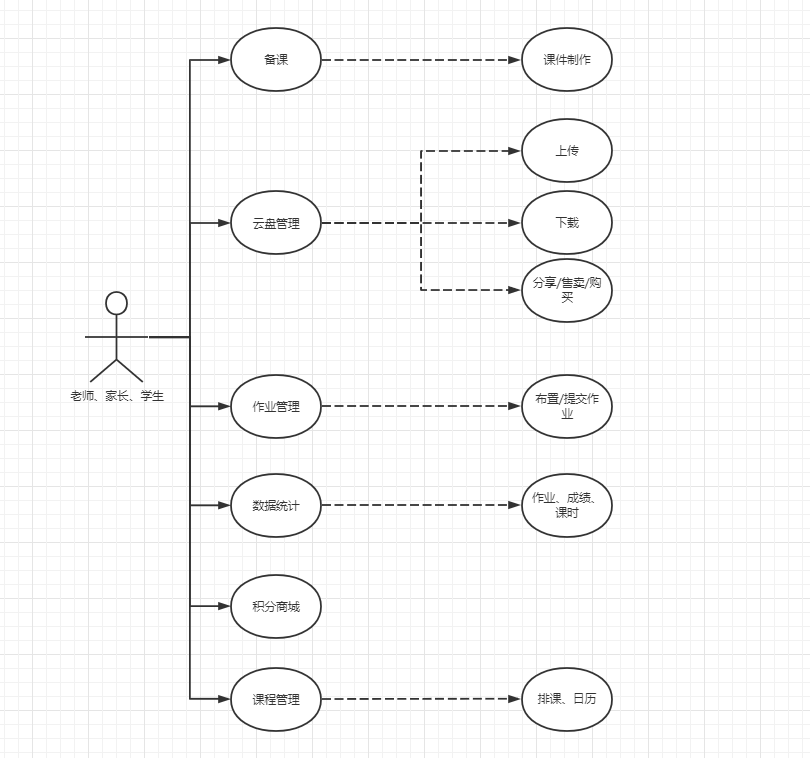 备课
课件制作
上传
云盘管理
下载
分享/售卖/购
买
老师、家长、学生
作业管理
布置/提交作
业
数据统计
作业、成绩、
课时
积分商城
课程管理
排课、日历